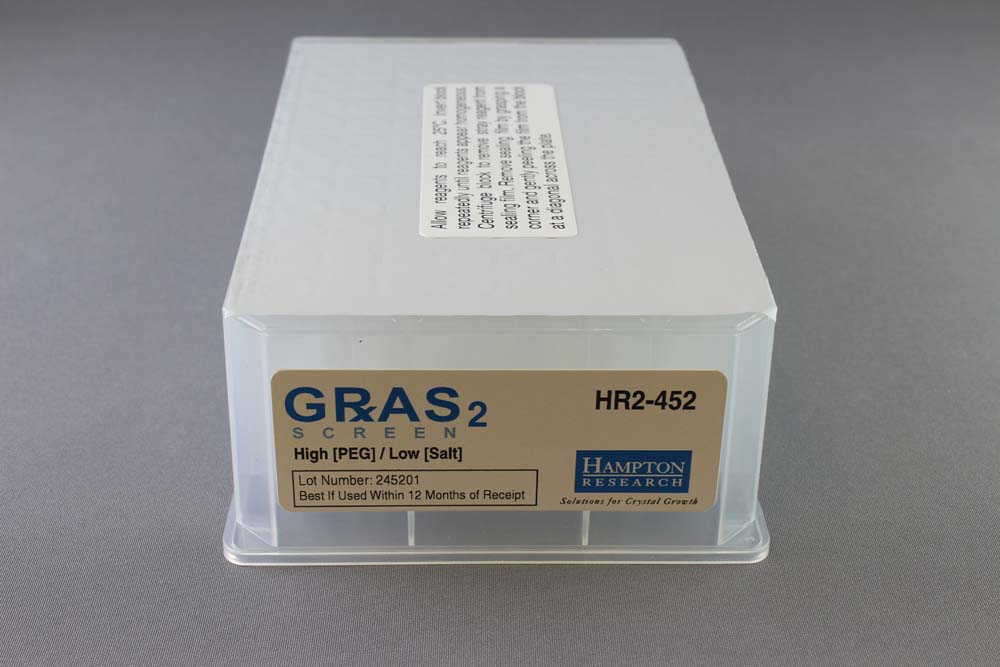 Allow reagents to reach 25°C. Invert block
repeatedly until reagents appear homogeneous.
Centrifuge block to remove stray reagent from
sealing film. Remove sealing film by grasping a
corner and gently peeling the film from the block
at a diagonal across the plate.
GRxAS 2
SCREEN
High [PEG] / Low [Salt]
Lot Number: 245201
Best If Used Within 12 Months of Receipt
HR2-452
HAMPTON
RESEARCH
Solutions for Crystal Growth